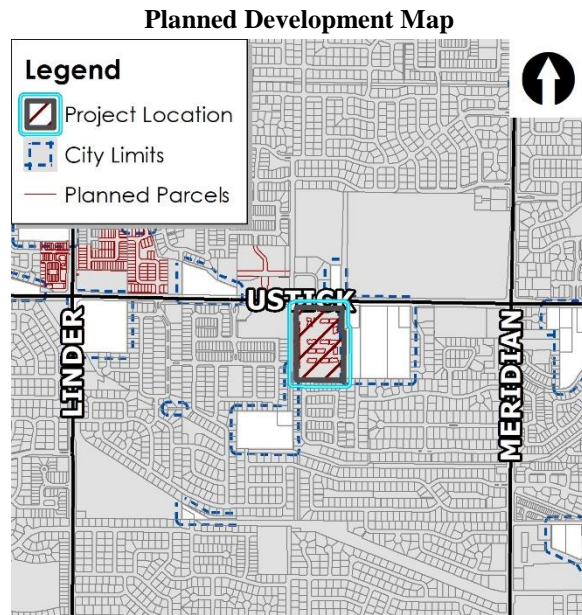 Planned Development Map
Legend
Project Location
City Limits
Planned Parcels
USTICK
LINDER
MERIDIAN